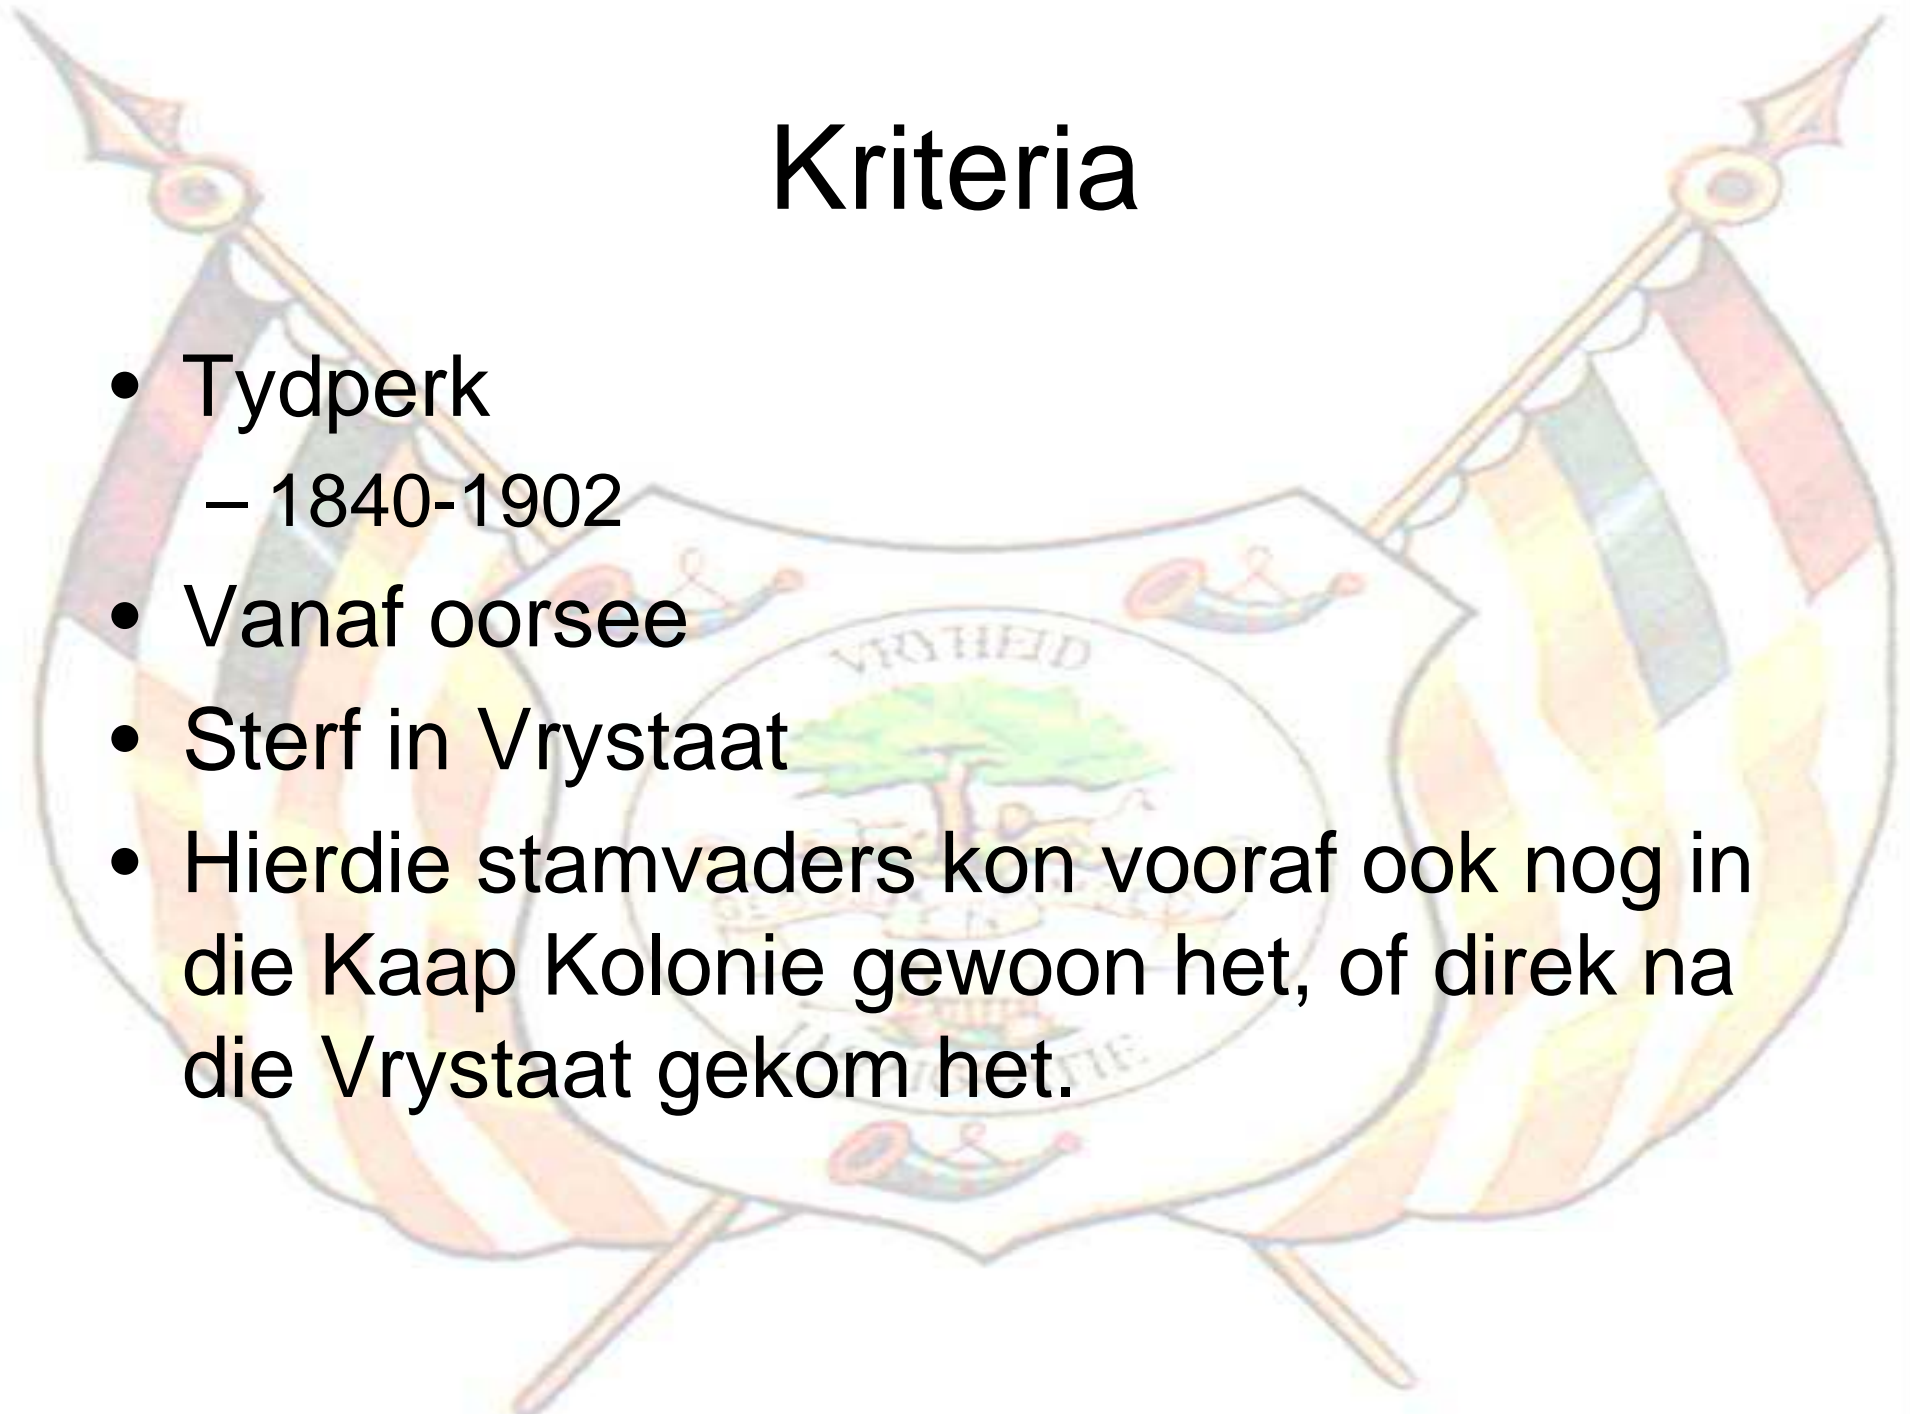 Kriteria
• Tydperk
– 1840-1902
• Vanaf oorsee
• Sterf in Vrystaat
• Hierdie stamvaders kon vooraf ook nog in
die Kaap Kolonie gewoon het, of direk na
die Vrystaat gekom het.
VRYHEID